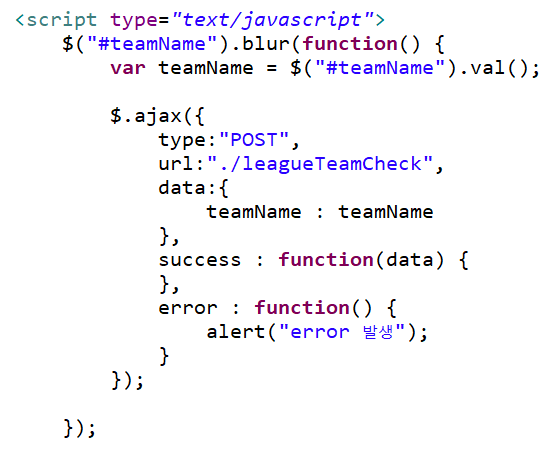 <script type="text/javascript">
    $("#teamName").blur(function() {
        var teamName = $("#teamName").val();

        $.ajax({
            type:"POST",
            url:"./leagueTeamCheck",
            data:{
                teamName : teamName
            },
            success : function(data) {
            },
            error : function() {
                alert("error 발생");
            }
        });

    });